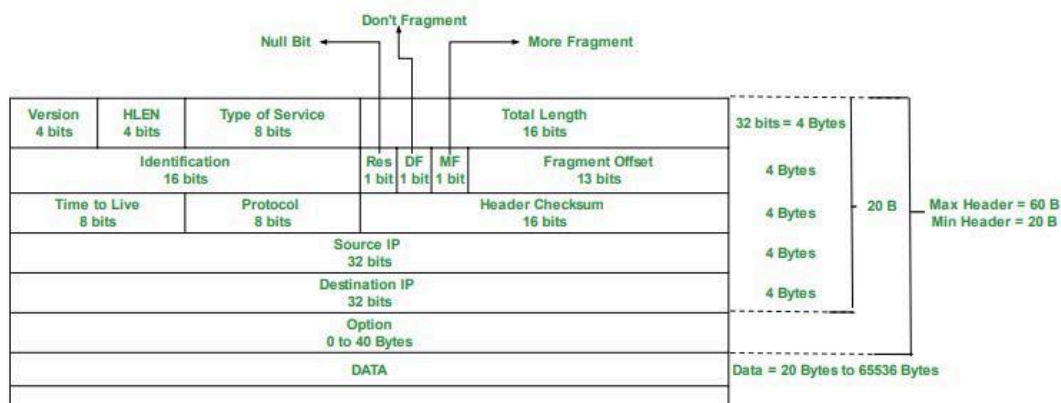 Don't Fragment
Null Bit
More Fragment
Version
4 bits
HLEN
4 bits
Type of Service
8 bits
Total Length
16 bits
32 bits = 4 Bytes
Identification
16 bits
Res
1 bit
DF
1 bit
MF
1 bit
Fragment Offset
13 bits
4 Bytes
Time to Live
8 bits
Protocol
8 bits
Header Checksum
16 bits
4 Bytes
20 B
Max Header = 60 B
Min Header = 20 B
Source IP
32 bits
4 Bytes
Destination IP
32 bits
4 Bytes
Option
0 to 40 Bytes
DATA
Data = 20 Bytes to 65536 Bytes